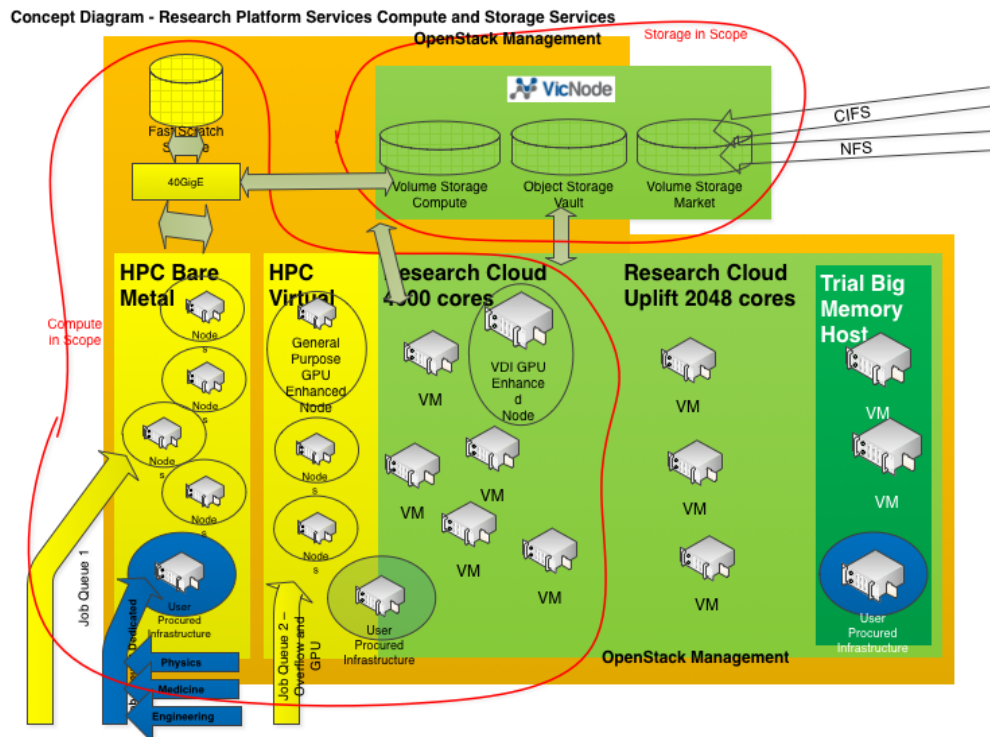 Concept Diagram - Research Platform Services Compute and Storage Services
OpenStack Management
Storage in Scope
VicNode
Fast Scratch
CIFS
NFS
40GigE
Volume Storage
Compute
Object Storage
Vault
Volume Storage
Market
HPC Bare
Metal
HPC
Virtual
Research Cloud
cores
Research Cloud
Uplift 2048 cores
Trial Big
Memory
Host
Compute
in Scope
Node
s
Node
s
Node
s
Node
s
General
Purpose
GPU
Enhanced
Node
Node
s
Node
s
VDI GPU
Enhance
d
Node
VM
VM
VM
VM
VM
VM
VM
VM
VM
VM
User
Procured
Infrastructure
User
Procured
Infrastructure
User
Procured
Infrastructure
Job Queue 1
Dedicated
Physics
Medicine
Engineering
Job Queue 2 –
Overflow and
GPU
OpenStack Management